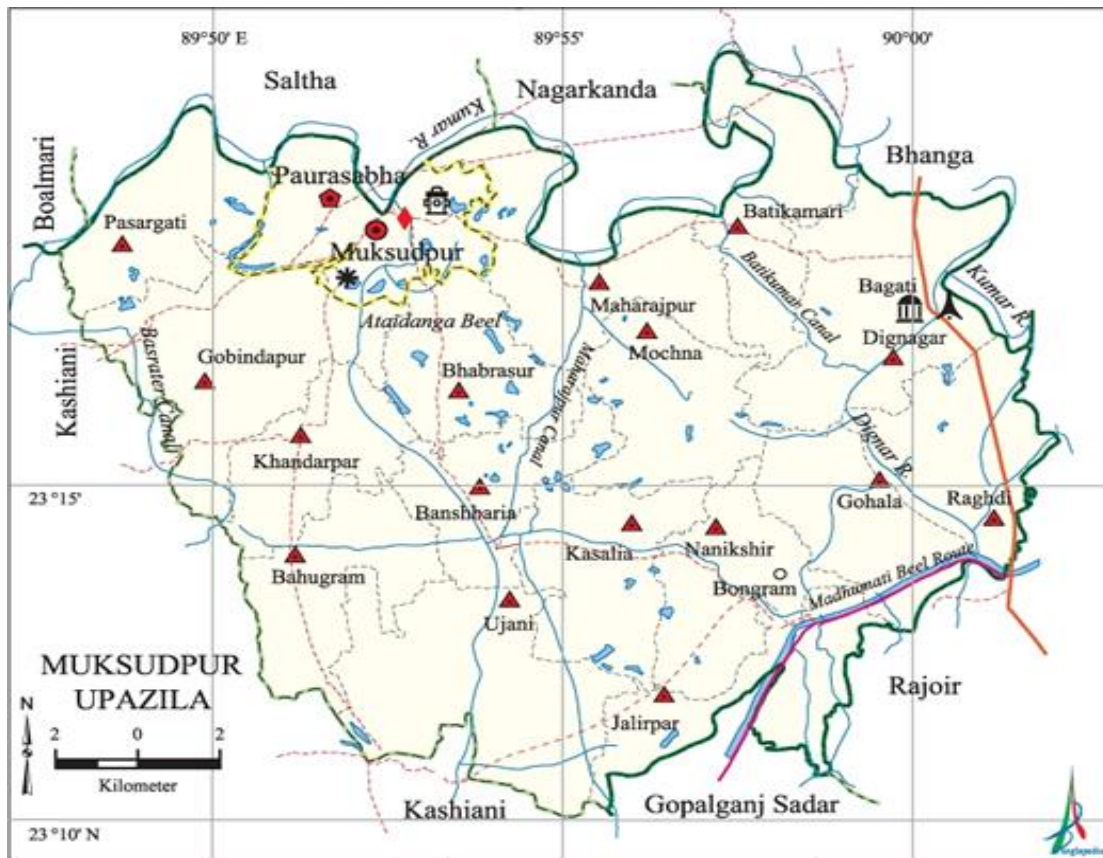 89°50' E
89°55'
90°00'
Saltha
Nagarkanda
Kumar R.
Bhanga
Boalmari
Paurasabha
Pasargati
Batikamari
Muksudpur
Bagati
Kumar R.
Batikumar Canal
Maharajpur
Ataidanga Beel
Dignagar
Mochna
Basrater Canal
Gobindapur
Bhabrasur
Maharajpur Canal
Kashiani
Khandarpar
Dignar R.
23°15'
Gohala
Raghdi
Banshbaria
Kasalia
Nanikshir
Bahugram
Bongram
Madhumati Beel Route
Ujani
MUKSUDPUR
UPAZILA
Rajoir
N
2 0 2
Jalirpar
Kilometer
Kashiani
Gopalganj Sadar
23°10' N